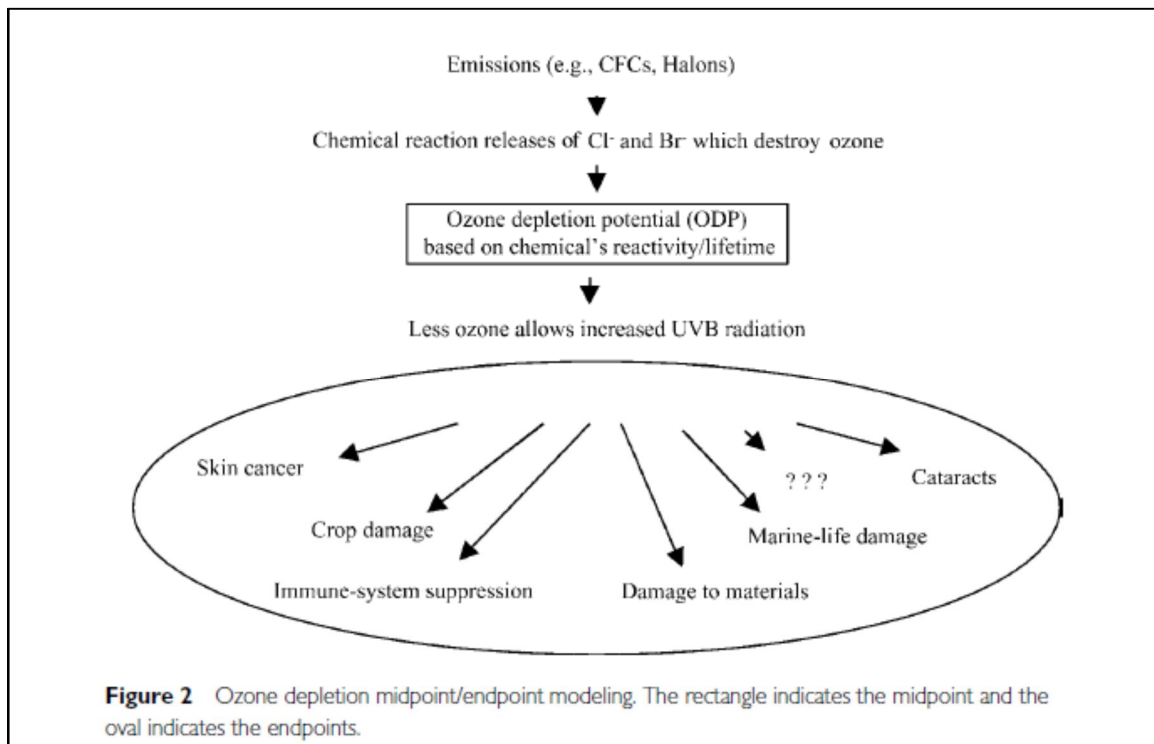 Emissions (e.g., CFCs, Halons)
Chemical reaction releases of Cl- and Br- which destroy ozone
Ozone depletion potential (ODP)
based on chemical's reactivity/lifetime
Less ozone allows increased UVB radiation
Skin cancer
? ? ?
Cataracts
Crop damage
Marine-life damage
Immune-system suppression
Damage to materials
Figure 2 Ozone depletion midpoint/endpoint modeling. The rectangle indicates the midpoint and the
oval indicates the endpoints.